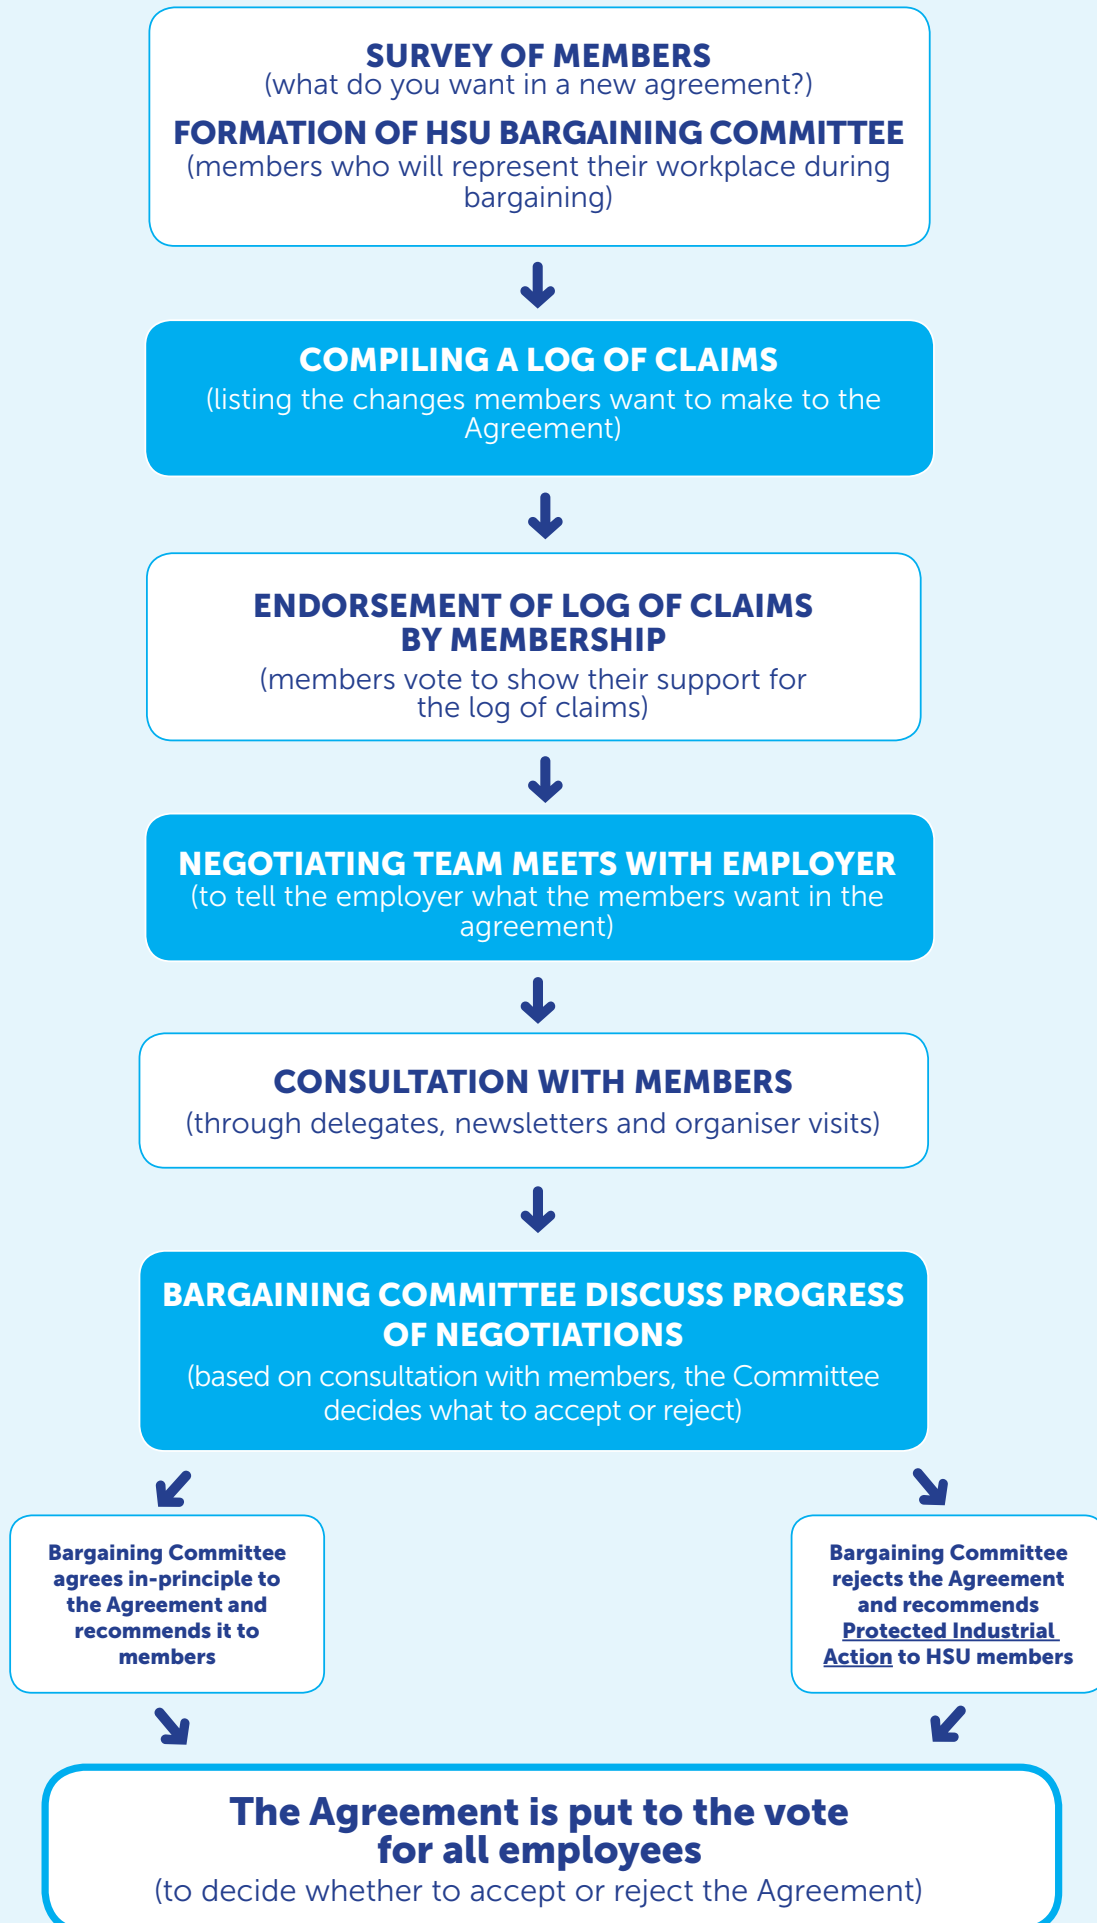 SURVEY OF MEMBERS
(what do you want in a new agreement?)
FORMATION OF HSU BARGAINING COMMITTEE
(members who will represent their workplace during
bargaining)
COMPILING A LOG OF CLAIMS
(listing the changes members want to make to the
Agreement)
ENDORSEMENT OF LOG OF CLAIMS
BY MEMBERSHIP
(members vote to show their support for
the log of claims)
NEGOTIATING TEAM MEETS WITH EMPLOYER
(to tell the employer what the members want in the
agreement)
CONSULTATION WITH MEMBERS
(through delegates, newsletters and organiser visits)
BARGAINING COMMITTEE DISCUSS PROGRESS
OF NEGOTIATIONS
(based on consultation with members, the Committee
decides what to accept or reject)
Bargaining Committee
agrees in-principle to
the Agreement and
recommends it to
members
Bargaining Committee
rejects the Agreement
and recommends
Protected Industrial
Action to HSU members
The Agreement is put to the vote
for all employees
(to decide whether to accept or reject the Agreement)